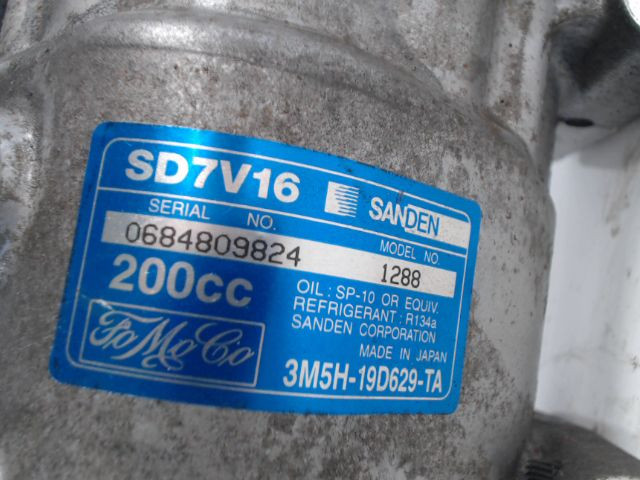 SD7V16 SANDEN
SERIAL NO. MODEL NO.
0684809824 1288
200cc
OIL : SP-10 OR EQUIV.
REFRIGERANT : R134a
SANDEN CORPORATION
MADE IN JAPAN
FoMoCo
3M5H-19D629-TA